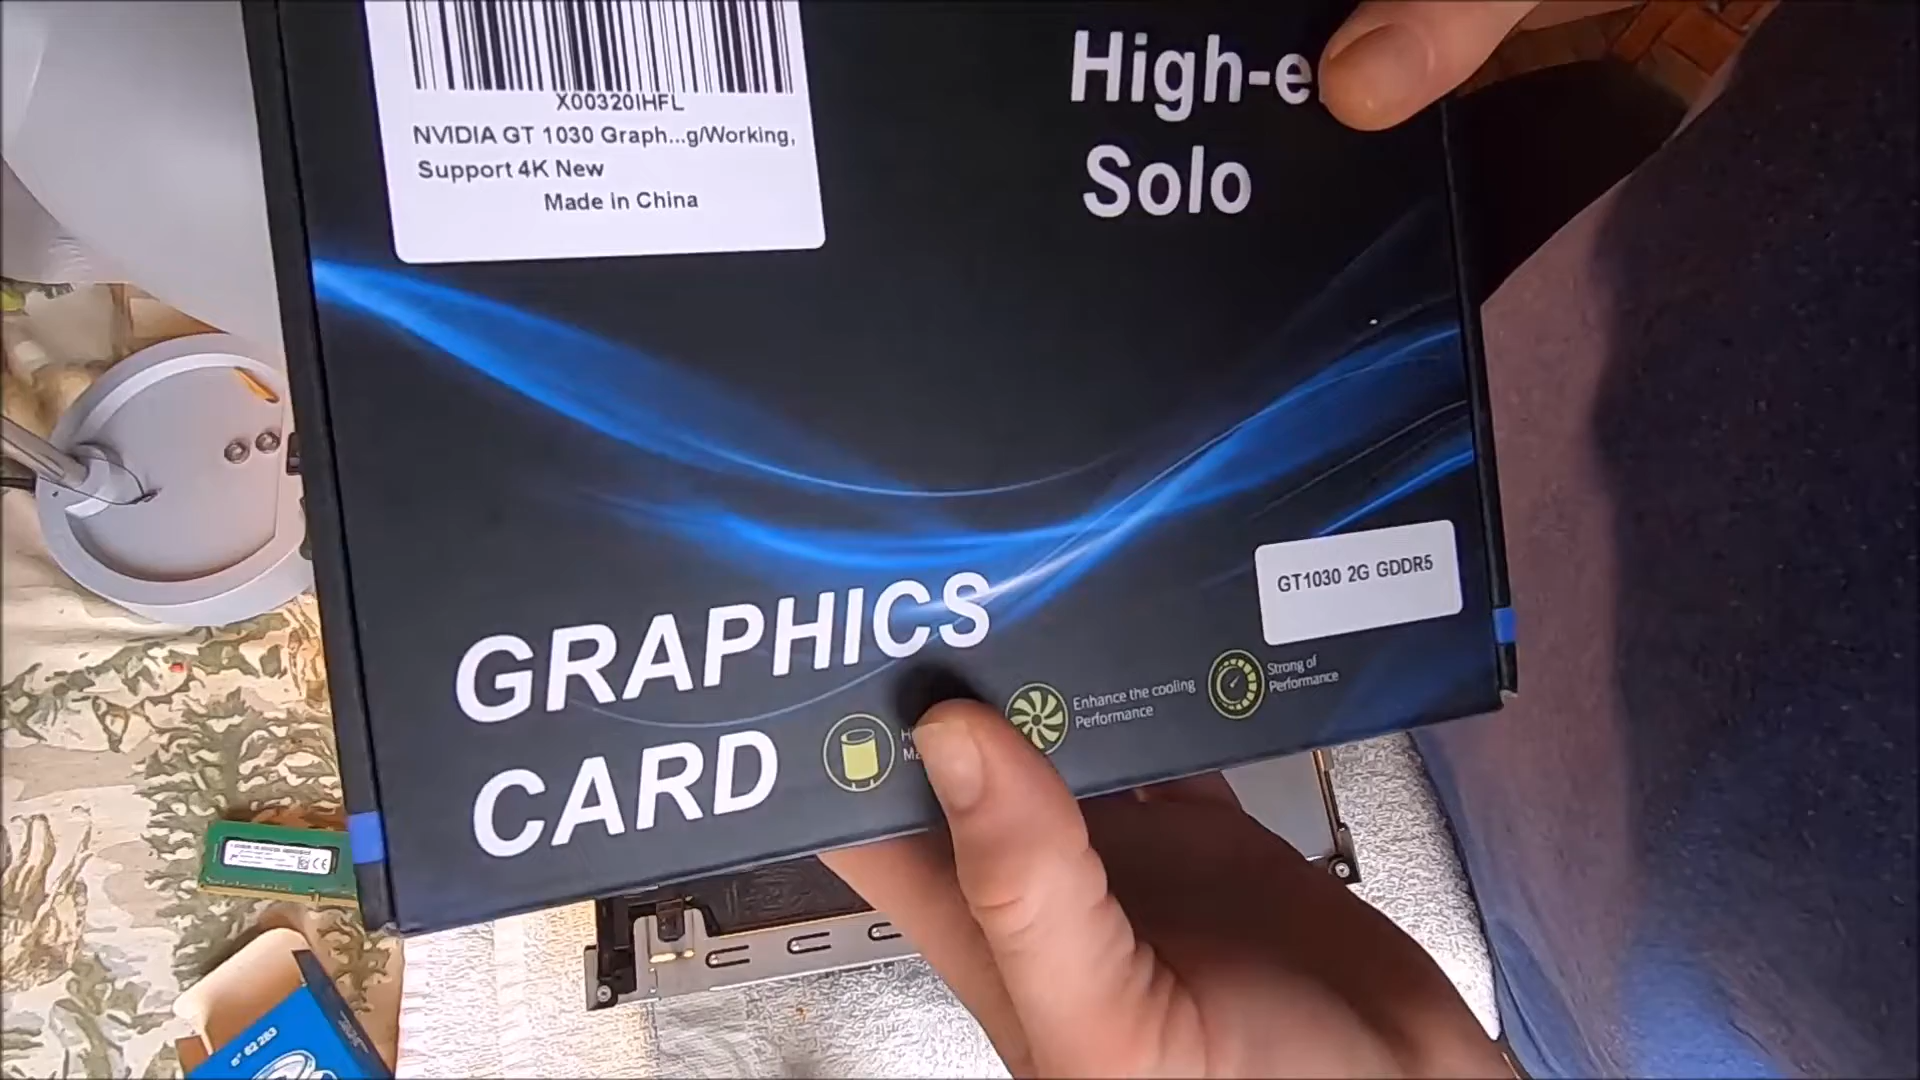 X00320IHFL
NVIDIA GT 1030 Graph...g/Working,
Support 4K New
Made in China
High-e
Solo
GT1030 2G GDDR5
GRAPHICS
CARD
Enhance the cooling
Performance
Strong of
Performance